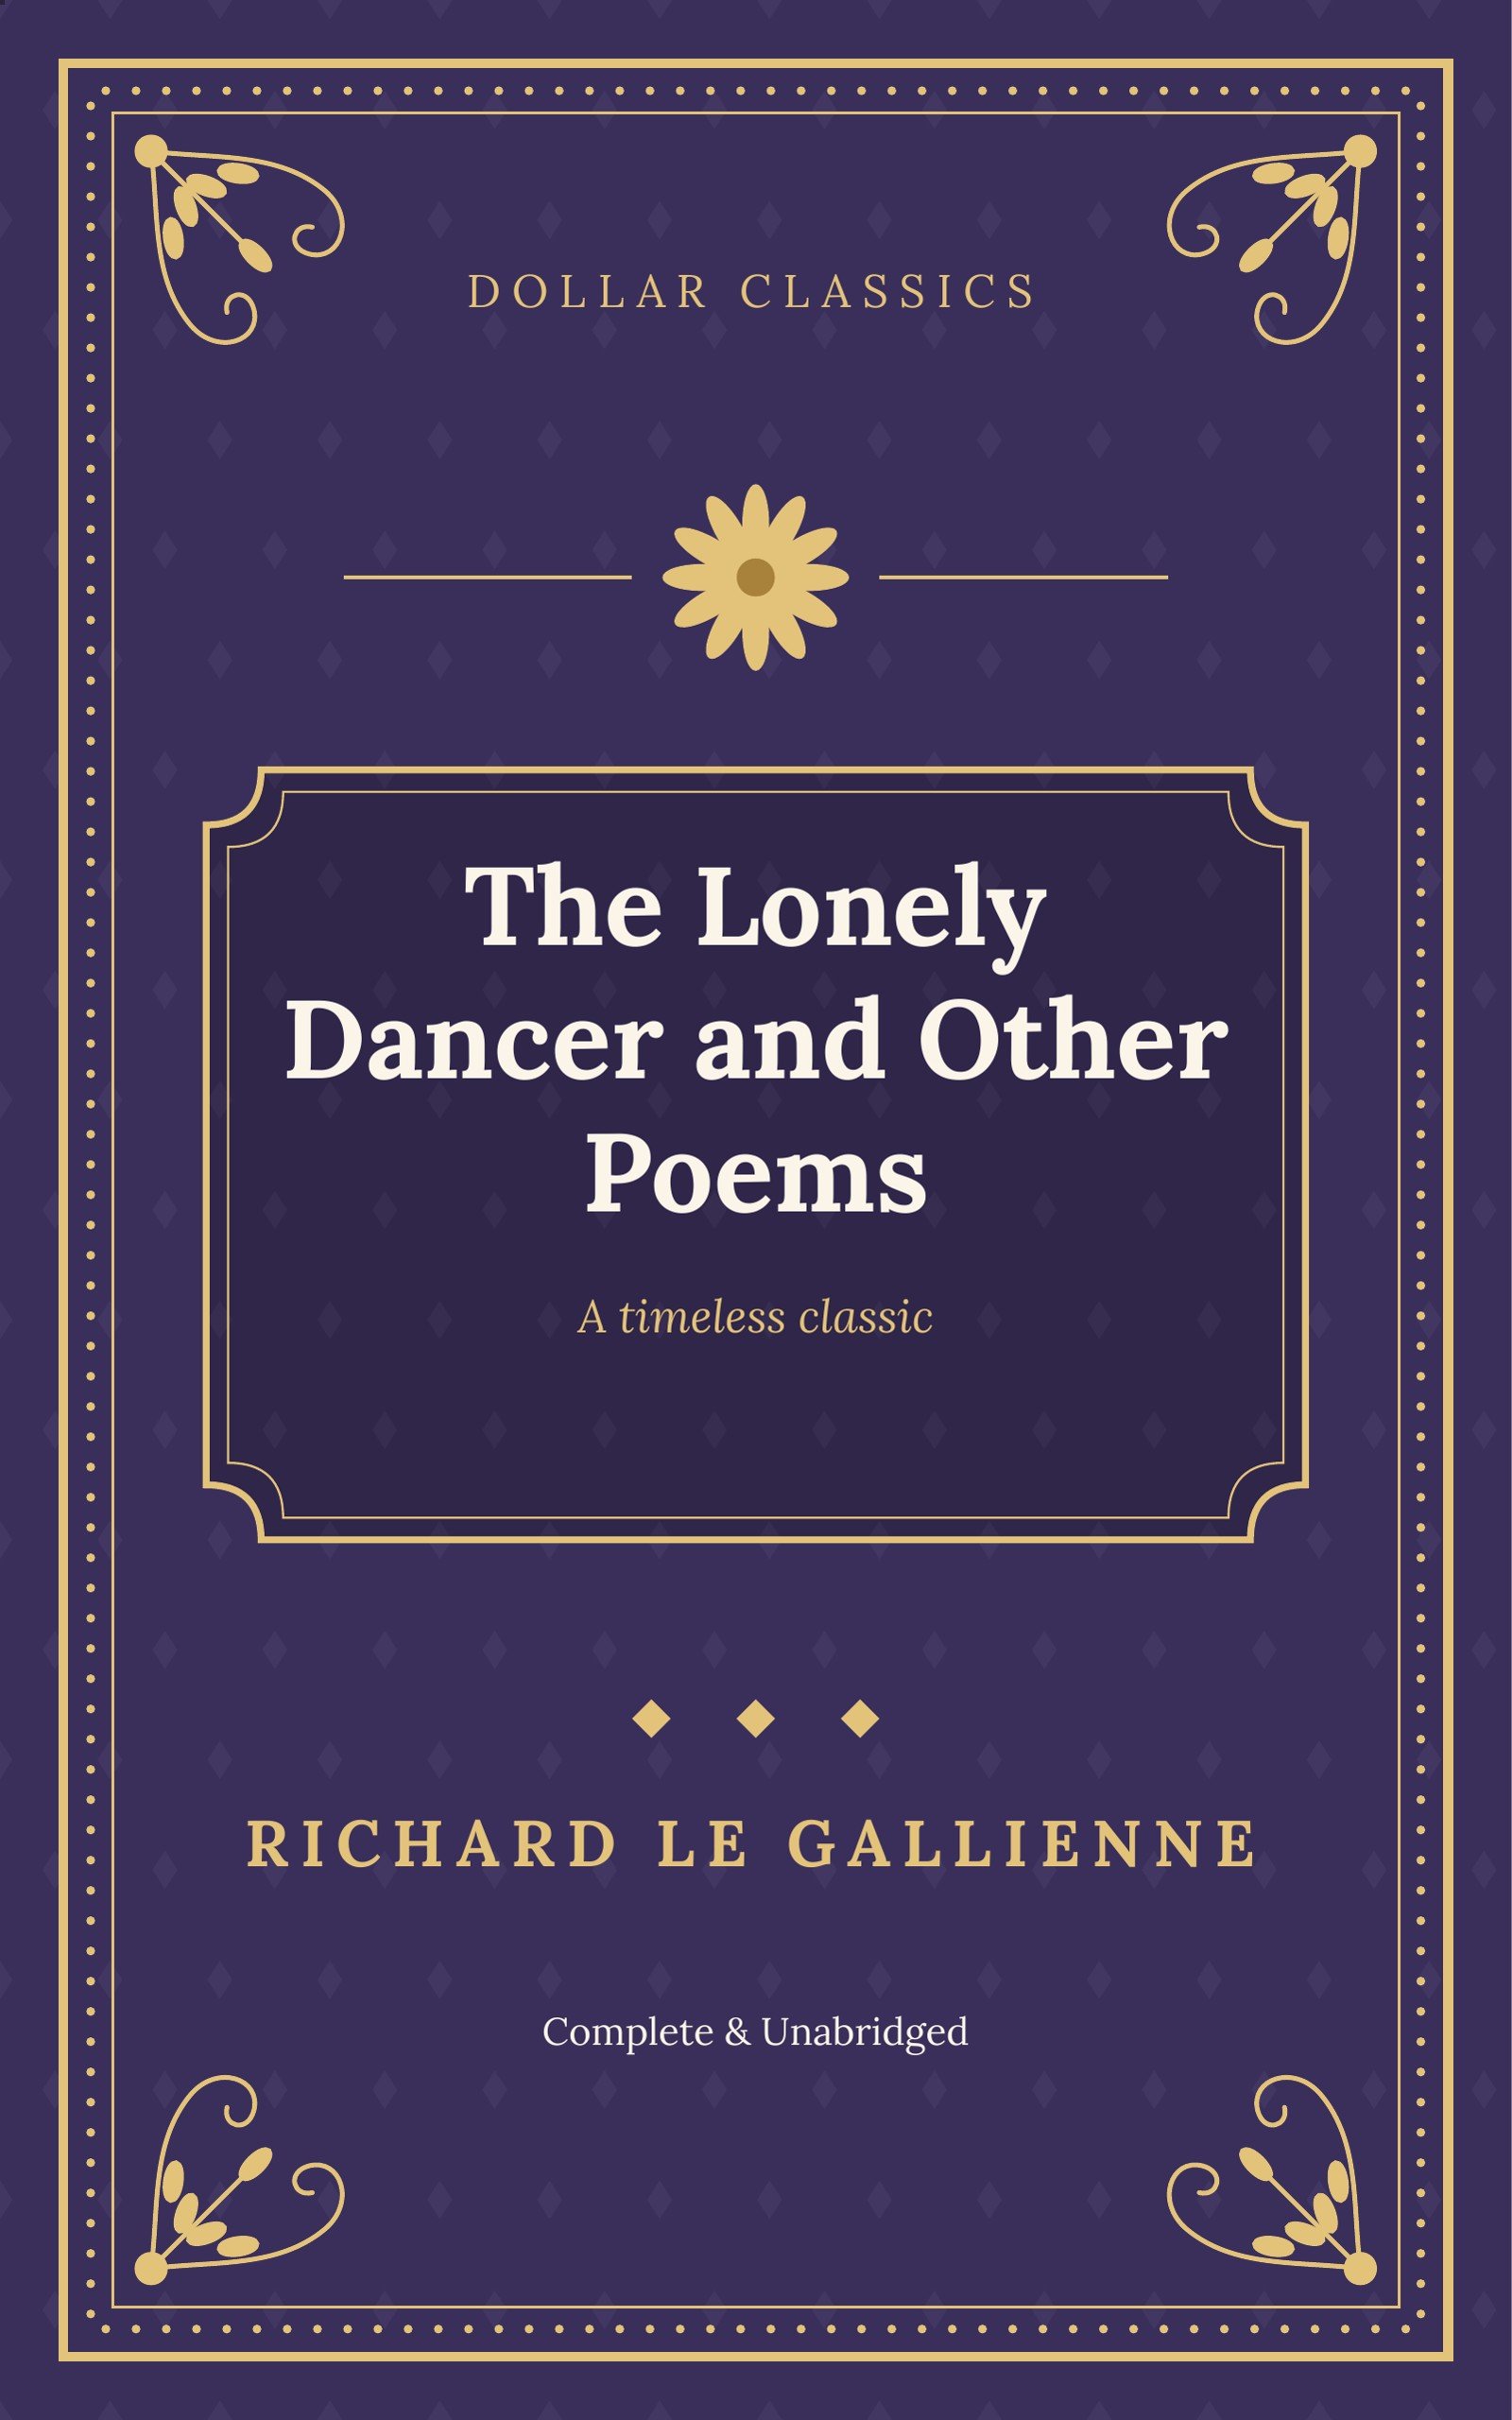 DOLLAR CLASSICS
The Lonely
Dancer and Other
Poems
A timeless classic
RICHARD LE GALLIENNE
Complete & Unabridged